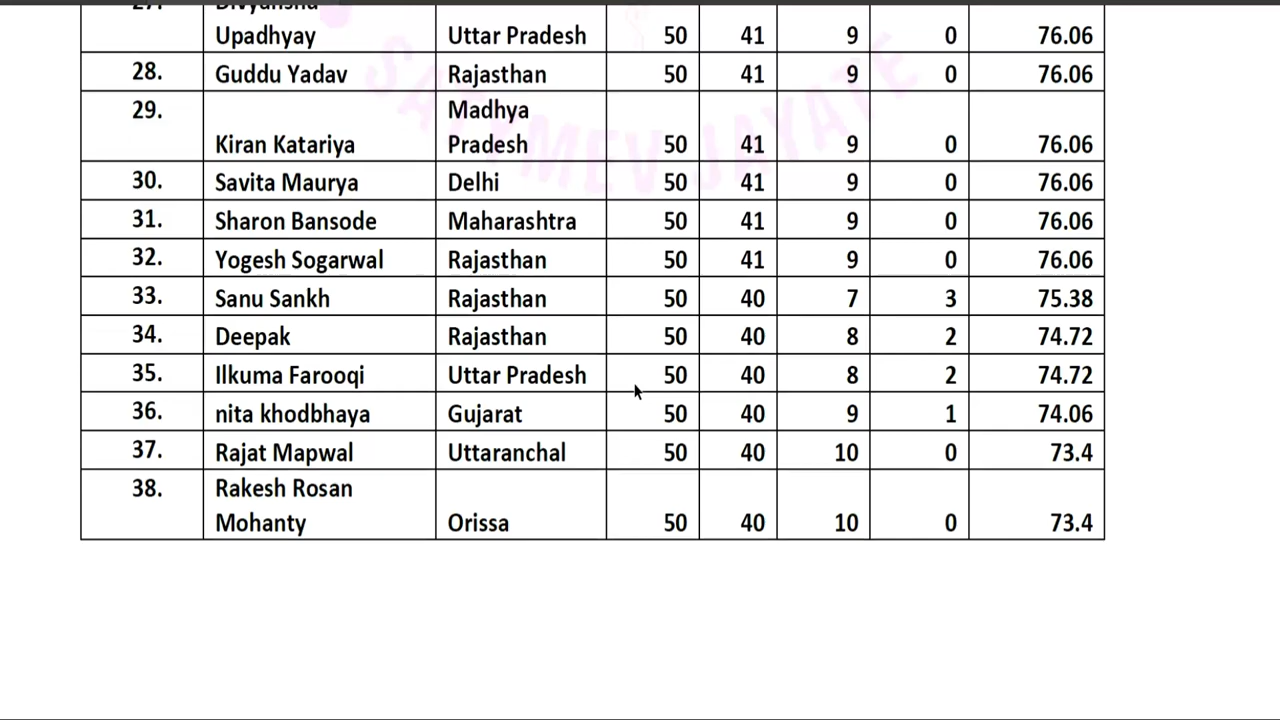 Upadhyay Uttar Pradesh 50 41 9 0 76.06
28. Guddu Yadav Rajasthan 50 41 9 0 76.06
29. Madhya
Kiran Katariya Pradesh 50 41 9 0 76.06
30. Savita Maurya Delhi 50 41 9 0 76.06
31. Sharon Bansode Maharashtra 50 41 9 0 76.06
32. Yogesh Sogarwal Rajasthan 50 41 9 0 76.06
33. Sanu Sankh Rajasthan 50 40 7 3 75.38
34. Deepak Rajasthan 50 40 8 2 74.72
35. Ilkuma Farooqi Uttar Pradesh 50 40 8 2 74.72
36. nita khodbhaya Gujarat 50 40 9 1 74.06
37. Rajat Mapwal Uttaranchal 50 40 10 0 73.4
38. Rakesh Rosan
Mohanty Orissa 50 40 10 0 73.4
SATYMEV JAYATE